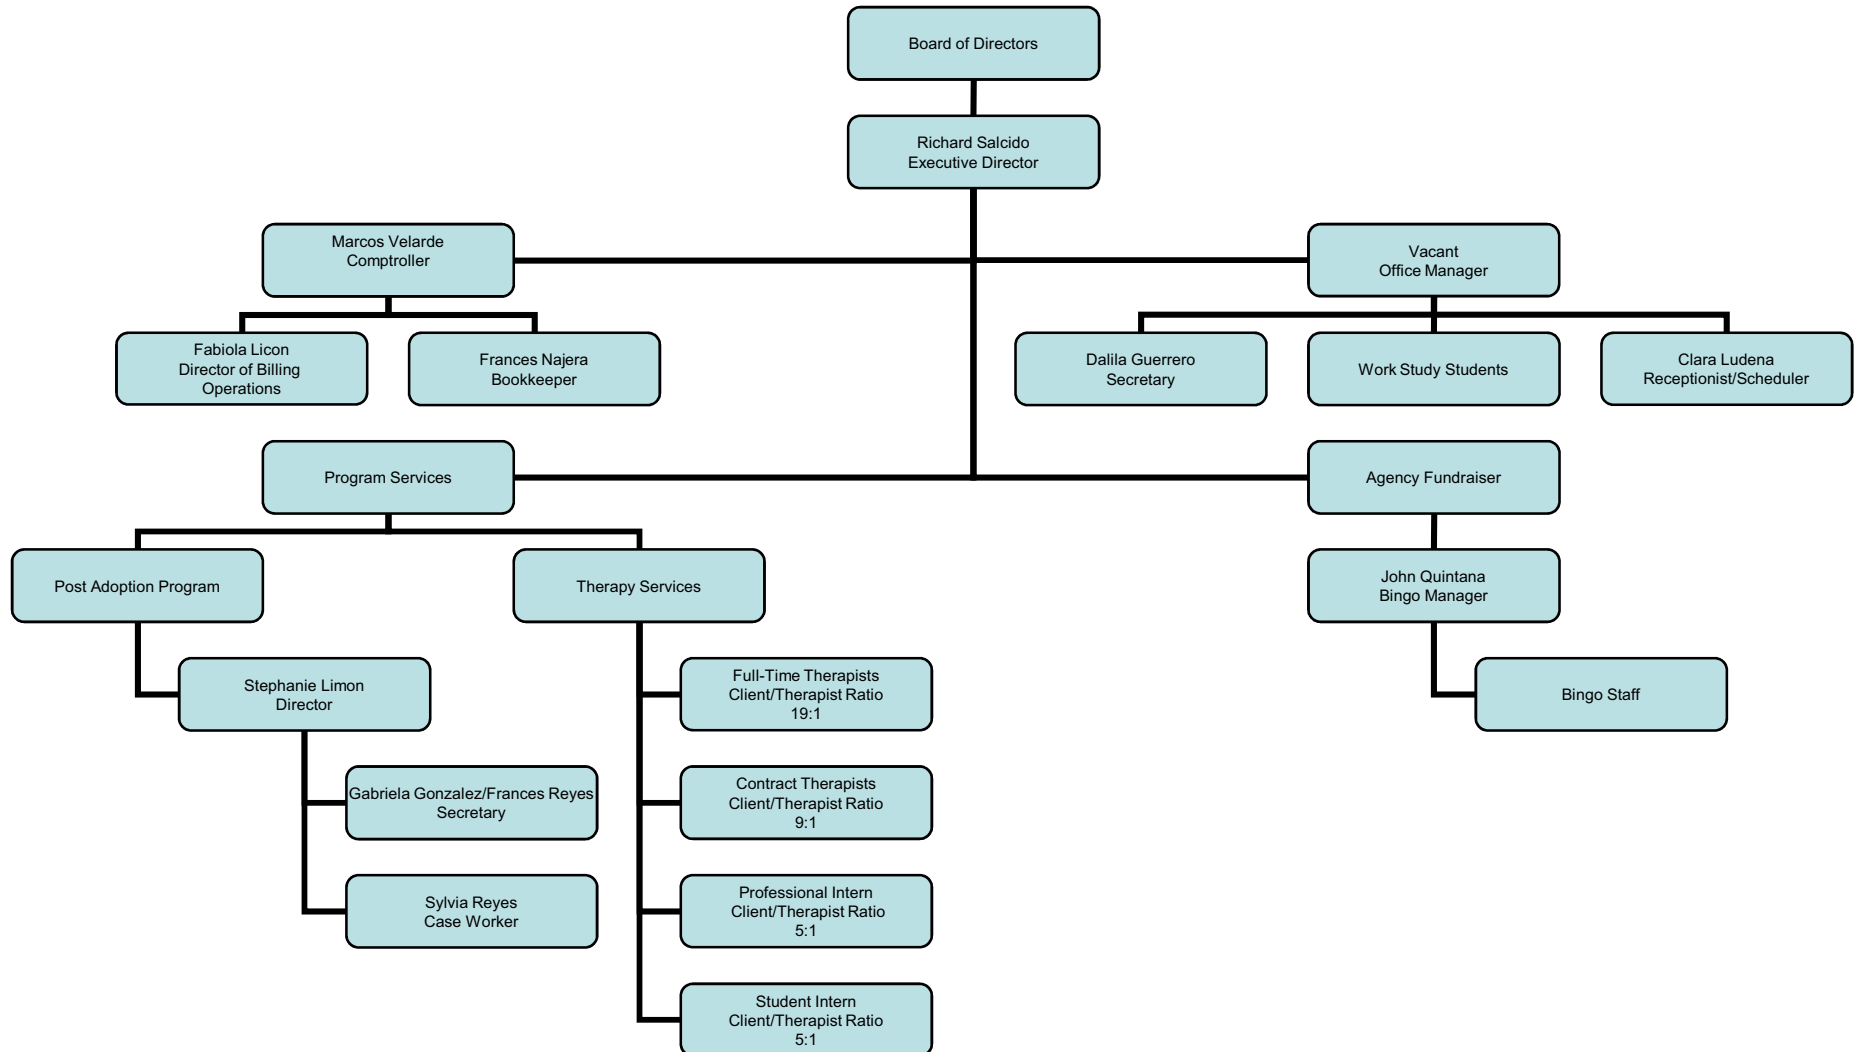 Board of Directors
Richard Salcido
Executive Director
Marcos Velarde
Comptroller
Vacant
Office Manager
Fabiola Licon
Director of Billing
Operations
Frances Najera
Bookkeeper
Dalila Guerrero
Secretary
Work Study Students
Clara Ludena
Receptionist/Scheduler
Program Services
Agency Fundraiser
Post Adoption Program
Therapy Services
John Quintana
Bingo Manager
Stephanie Limon
Director
Full-Time Therapists
Client/Therapist Ratio
19:1
Bingo Staff
Gabriela Gonzalez/Frances Reyes
Secretary
Contract Therapists
Client/Therapist Ratio
9:1
Sylvia Reyes
Case Worker
Professional Intern
Client/Therapist Ratio
5:1
Student Intern
Client/Therapist Ratio
5:1